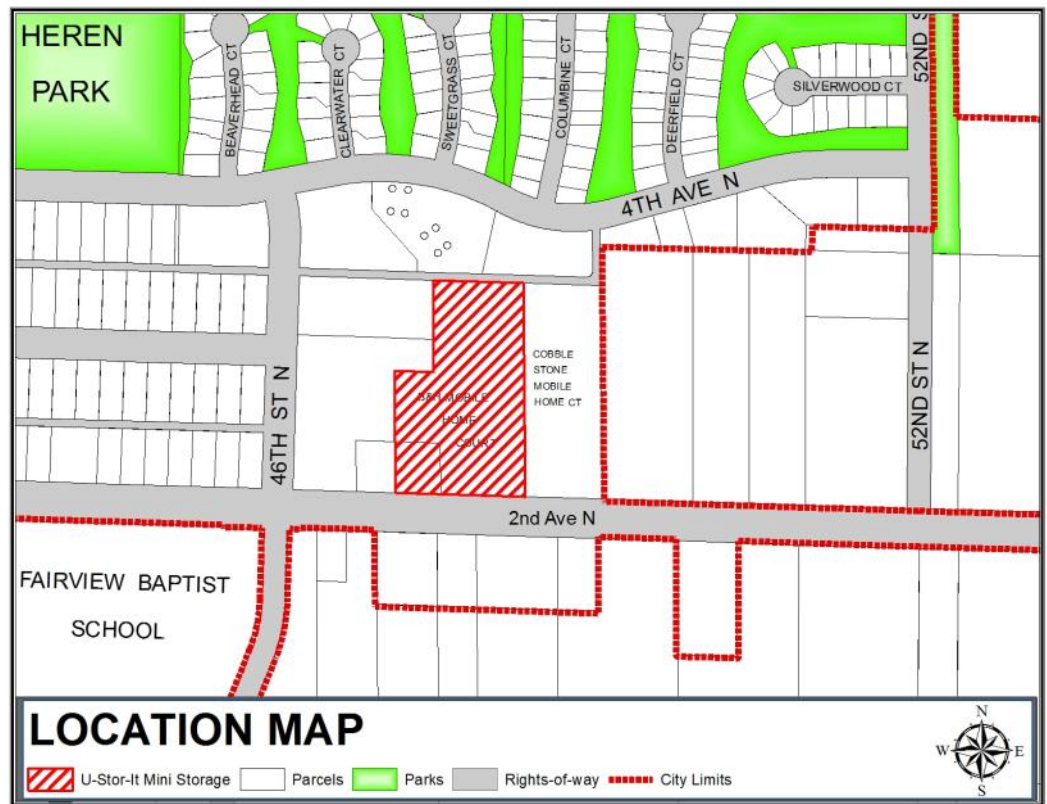 HEREN
PARK
BEAVERHEAD CT
CLEARWATER CT
SWEETGRASS CT
COLUMBINE CT
DEERFIELD CT
SILVERWOOD CT
52ND S
4TH AVE N
46TH ST N
B&H MOBILE
HOME
COURT
COBBLE
STONE
MOBILE
HOME CT
52ND ST N
2nd Ave N
FAIRVIEW BAPTIST
SCHOOL
LOCATION MAP
N
W E
S
U-Stor-It Mini Storage Parcels Parks Rights-of-way City Limits